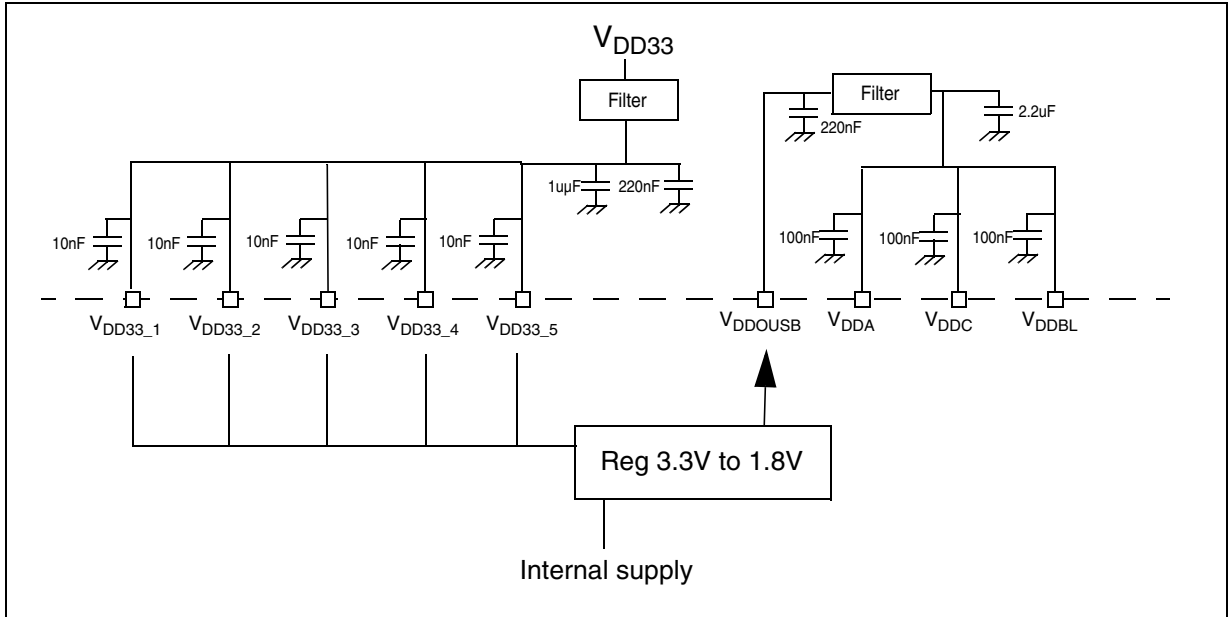 VDD33
Filter
Filter
2.2uF
220nF
1uµF
220nF
10nF
10nF
10nF
10nF
10nF
100nF
100nF
100nF
VDD33_1
VDD33_2
VDD33_3
VDD33_4
VDD33_5
VDDOUSB
VDDA
VDDC
VDDBL
Reg 3.3V to 1.8V
Internal supply